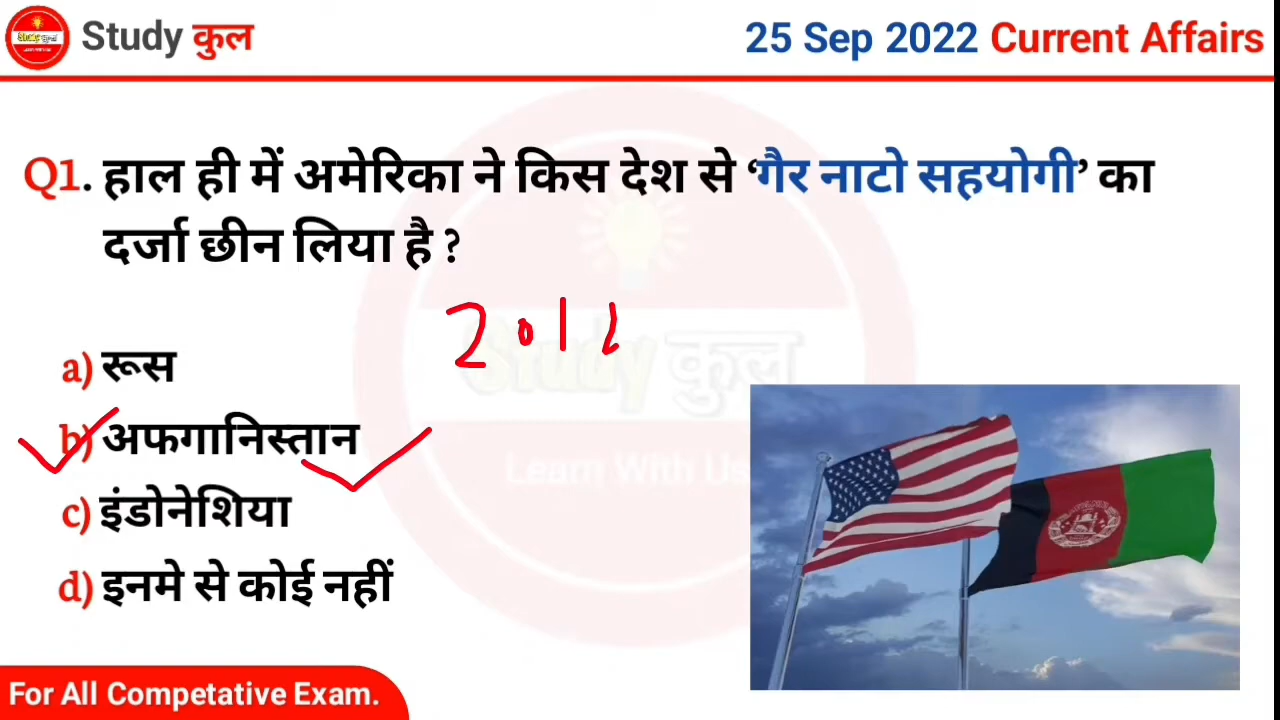 Study कुल
25 Sep 2022 Current Affairs
Q1. हाल ही में अमेरिका ने किस देश से ‘गैर नाटो सहयोगी’ का
दर्जा छीन लिया है ?
a) रूस
b) अफगानिस्तान
c) इंडोनेशिया
d) इनमे से कोई नहीं
Study कुल
Learn With Us
For All Competative Exam.